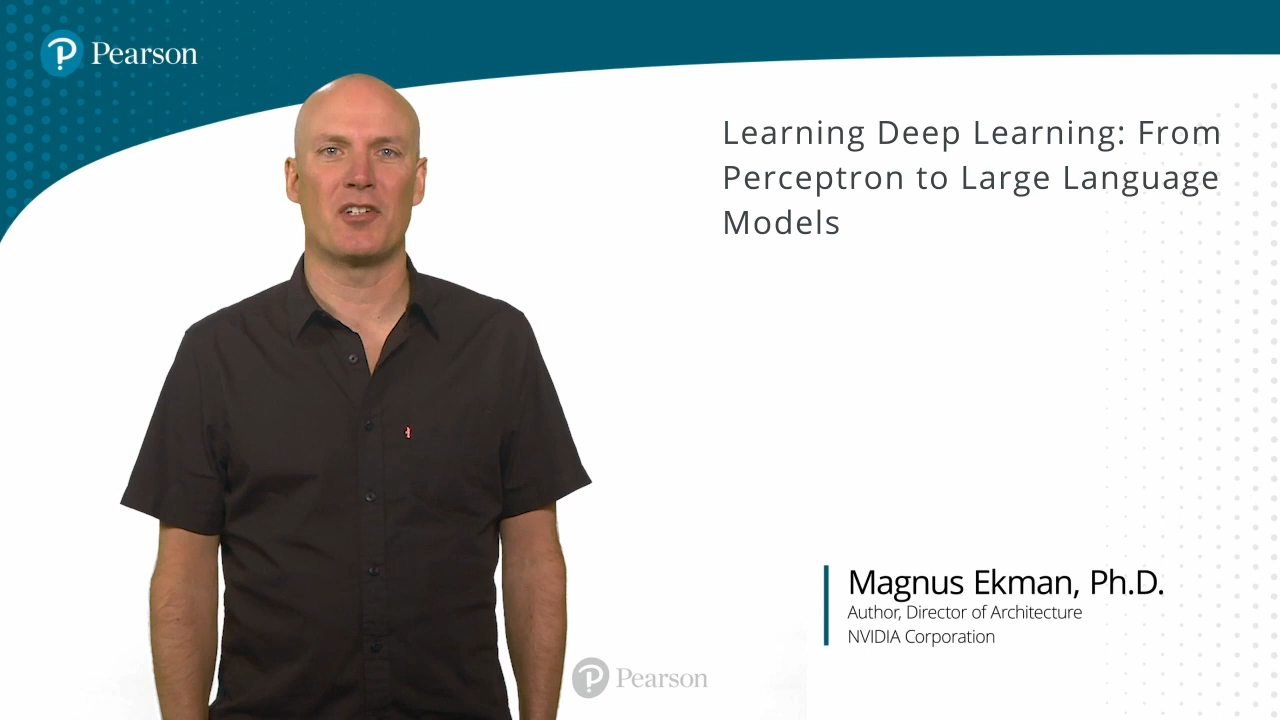 Pearson
Learning Deep Learning: From
Perceptron to Large Language
Models
Magnus Ekman, Ph.D.
Author, Director of Architecture
NVIDIA Corporation
Pearson